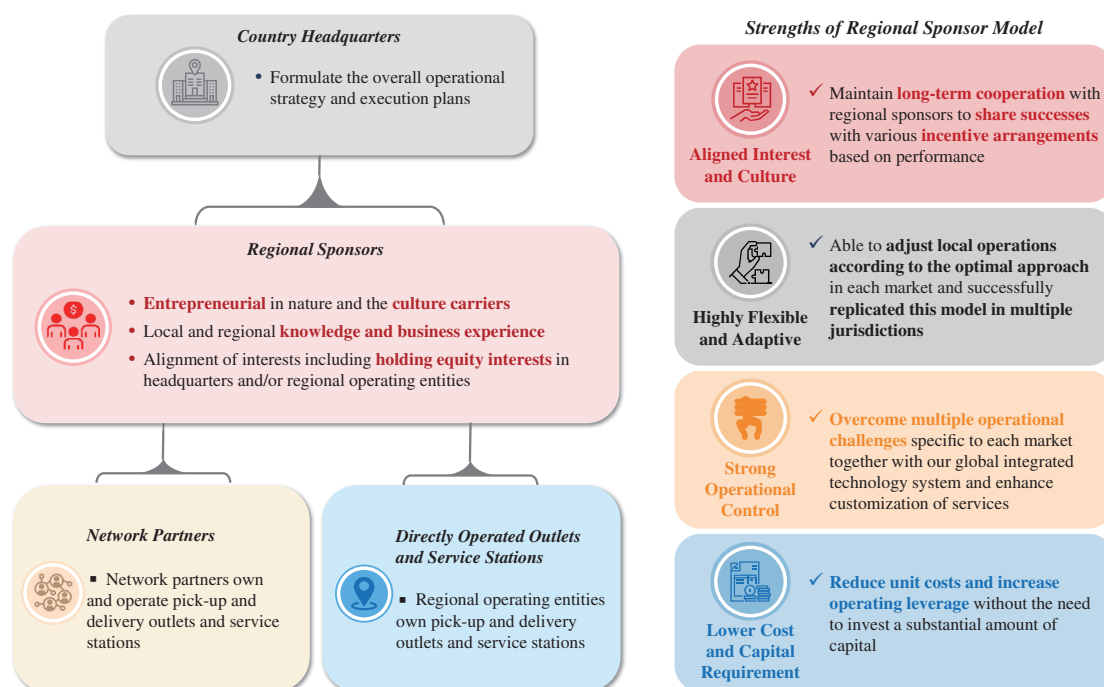 Country Headquarters
• Formulate the overall operational
strategy and execution plans
Regional Sponsors
• Entrepreneurial in nature and the culture carriers
• Local and regional knowledge and business experience
• Alignment of interests including holding equity interests in
headquarters and/or regional operating entities
Network Partners
▪ Network partners own
and operate pick-up and
delivery outlets and service
stations
Directly Operated Outlets
and Service Stations
▪ Regional operating entities
own pick-up and delivery
outlets and service stations
Strengths of Regional Sponsor Model
Aligned Interest
and Culture
✓ Maintain long-term cooperation with
regional sponsors to share successes
with various incentive arrangements
based on performance
Highly Flexible
and Adaptive
✓ Able to adjust local operations
according to the optimal approach
in each market and successfully
replicated this model in multiple
jurisdictions
Strong
Operational
Control
✓ Overcome multiple operational
challenges specific to each market
together with our global integrated
technology system and enhance
customization of services
Lower Cost
and Capital
Requirement
✓ Reduce unit costs and increase
operating leverage without the need
to invest a substantial amount of
capital